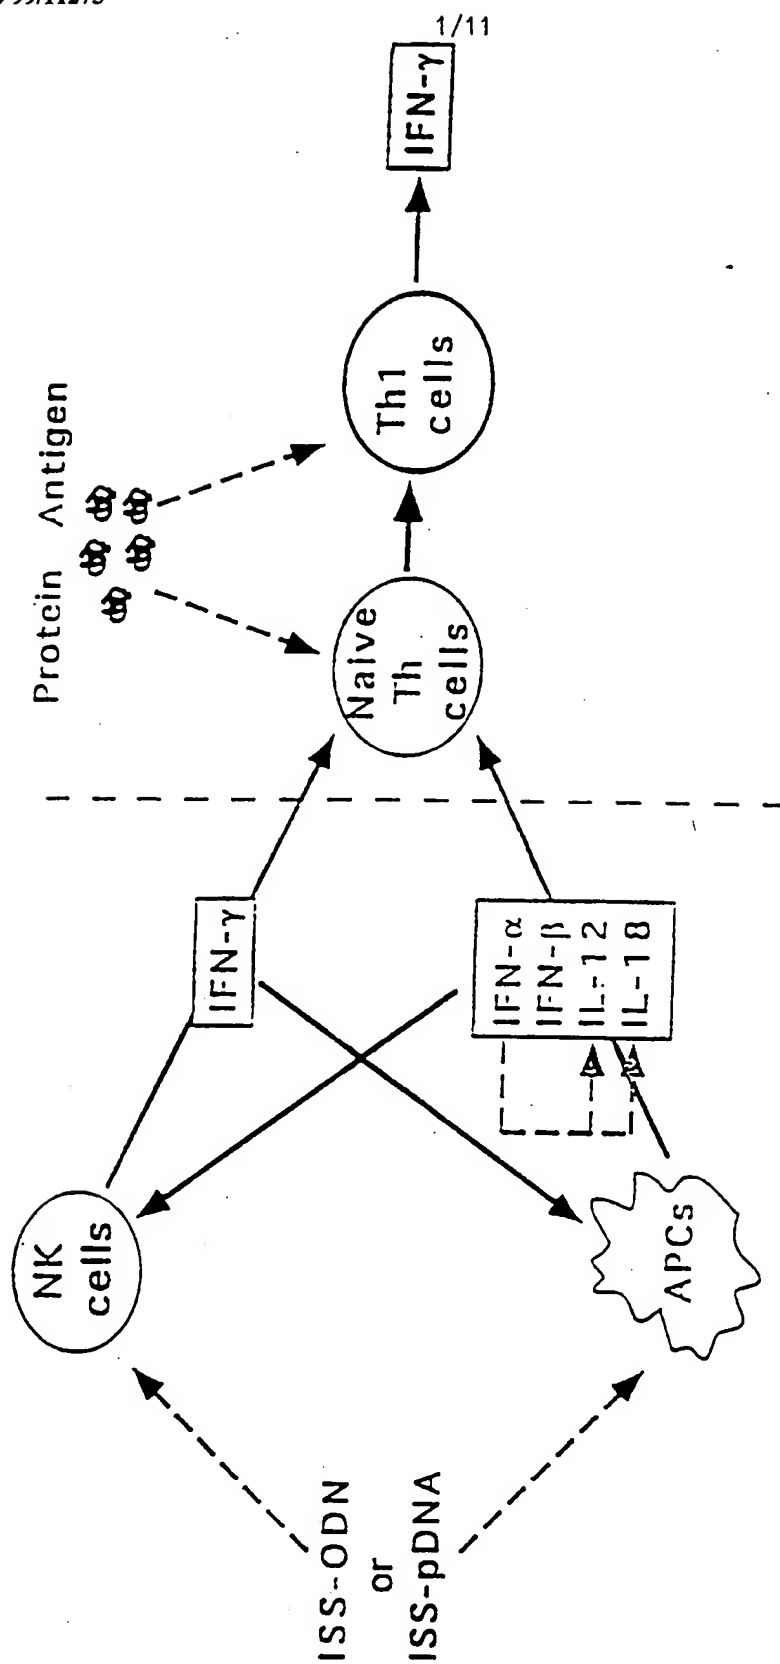 1/11
ISS-ODN
or
ISS-pDNA
NK
cells
APCs
IFN-γ
IFN-α
IFN-β
IL-12
IL-18
Protein Antigen
Naive
Th
cells
Th1
cells
IFN-γ